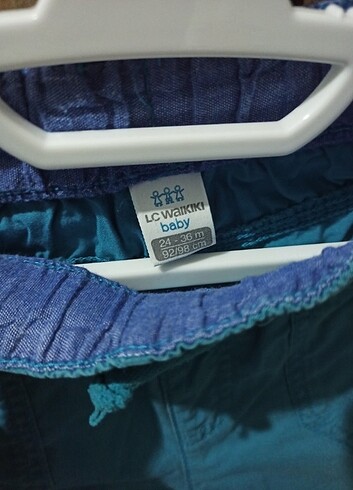 LC WAIKIKI
baby
24 - 36 m
92/98 cm